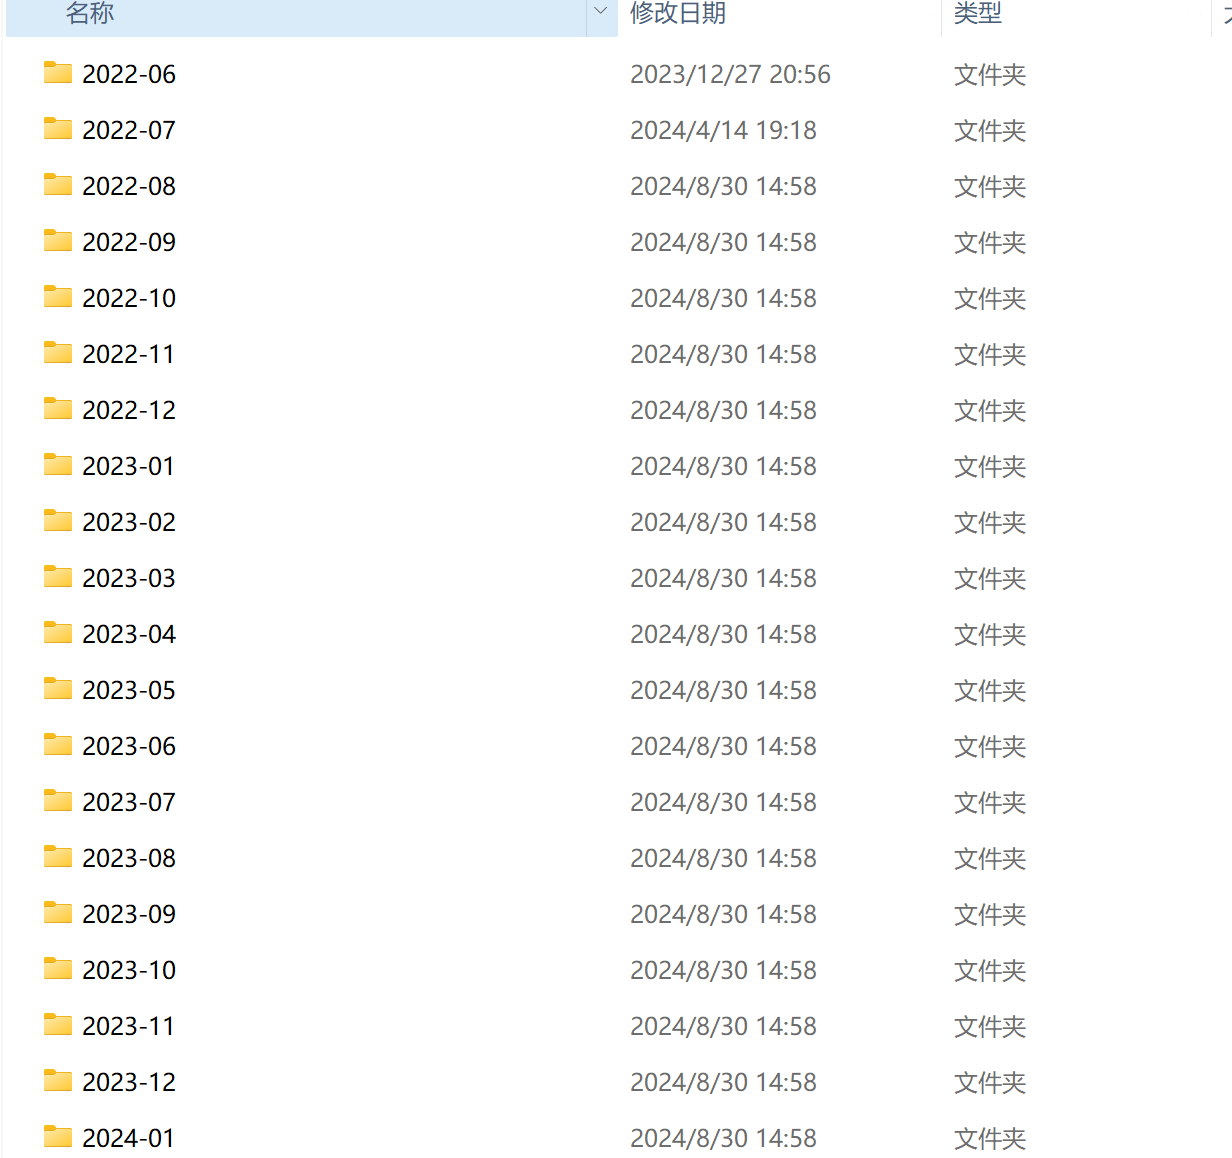 名称 修改日期 类型
2022-06 2023/12/27 20:56 文件夹
2022-07 2024/4/14 19:18 文件夹
2022-08 2024/8/30 14:58 文件夹
2022-09 2024/8/30 14:58 文件夹
2022-10 2024/8/30 14:58 文件夹
2022-11 2024/8/30 14:58 文件夹
2022-12 2024/8/30 14:58 文件夹
2023-01 2024/8/30 14:58 文件夹
2023-02 2024/8/30 14:58 文件夹
2023-03 2024/8/30 14:58 文件夹
2023-04 2024/8/30 14:58 文件夹
2023-05 2024/8/30 14:58 文件夹
2023-06 2024/8/30 14:58 文件夹
2023-07 2024/8/30 14:58 文件夹
2023-08 2024/8/30 14:58 文件夹
2023-09 2024/8/30 14:58 文件夹
2023-10 2024/8/30 14:58 文件夹
2023-11 2024/8/30 14:58 文件夹
2023-12 2024/8/30 14:58 文件夹
2024-01 2024/8/30 14:58 文件夹